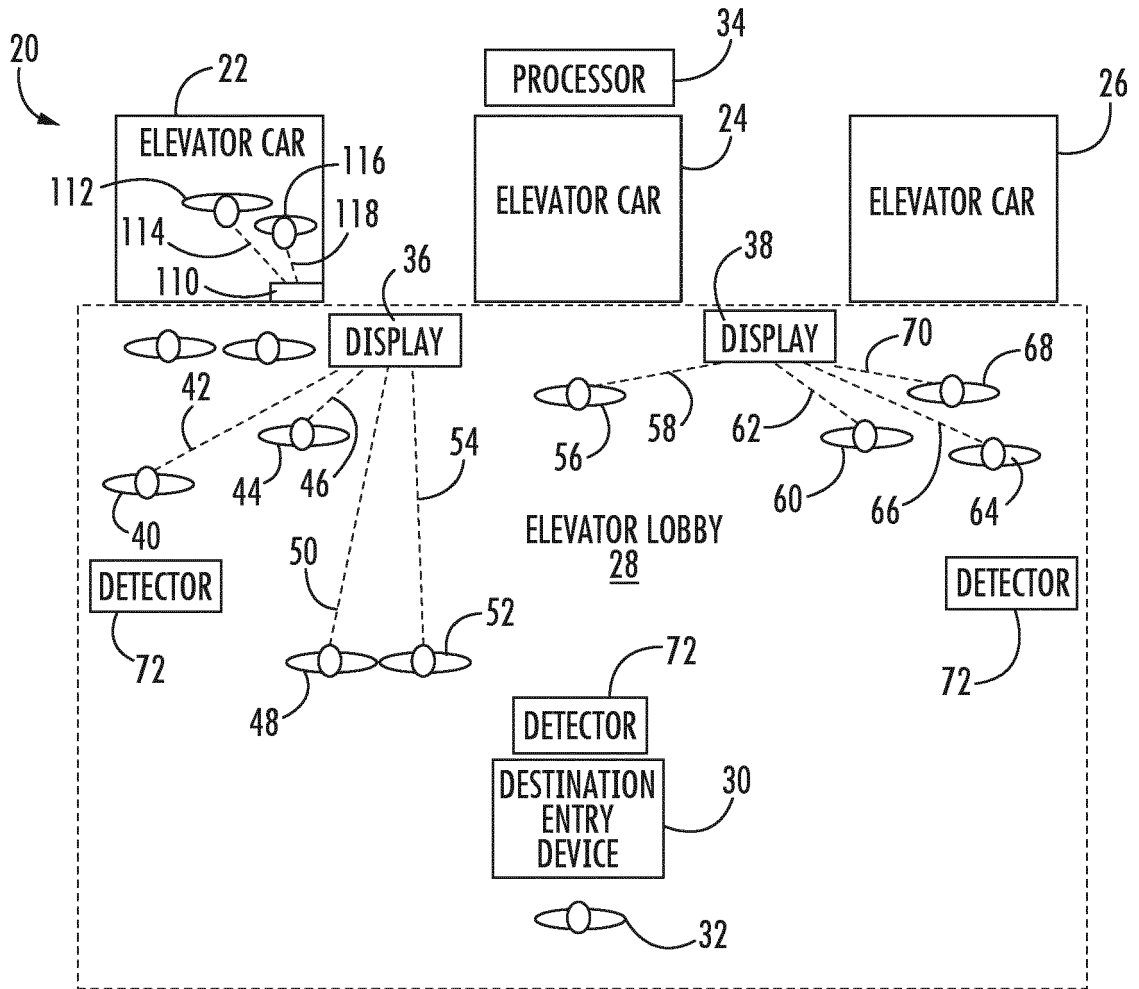 20
22
34
PROCESSOR
24
26
ELEVATOR CAR
116
112
ELEVATOR CAR
ELEVATOR CAR
114
118
110
36
38
DISPLAY
DISPLAY
70
68
42
44
46
54
56
58
62
60
66
64
40
ELEVATOR LOBBY
28
50
DETECTOR
DETECTOR
72
52
72
48
72
DETECTOR
DESTINATION
ENTRY
DEVICE
30
32